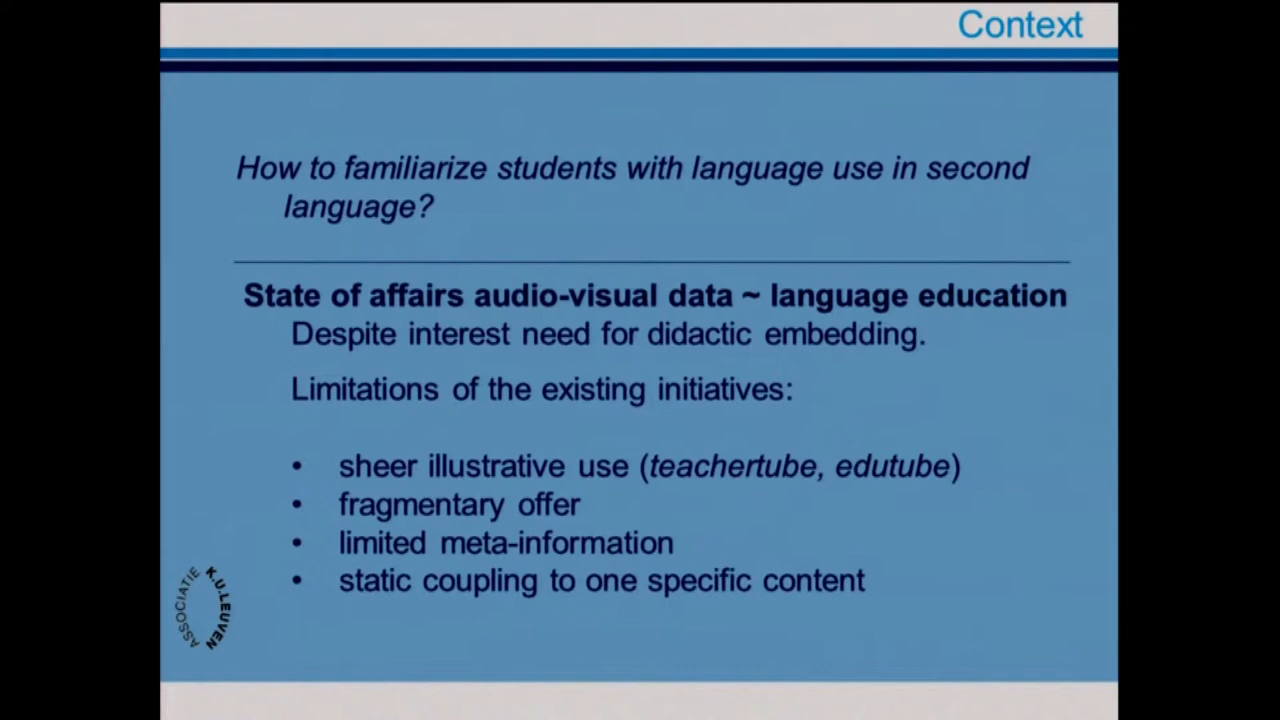 Context
How to familiarize students with language use in second
language?
State of affairs audio-visual data ~ language education
Despite interest need for didactic embedding.
Limitations of the existing initiatives:
• sheer illustrative use (teachertube, edutube)
• fragmentary offer
• limited meta-information
• static coupling to one specific content
ASSOCIATIE
K.U.LEUVEN